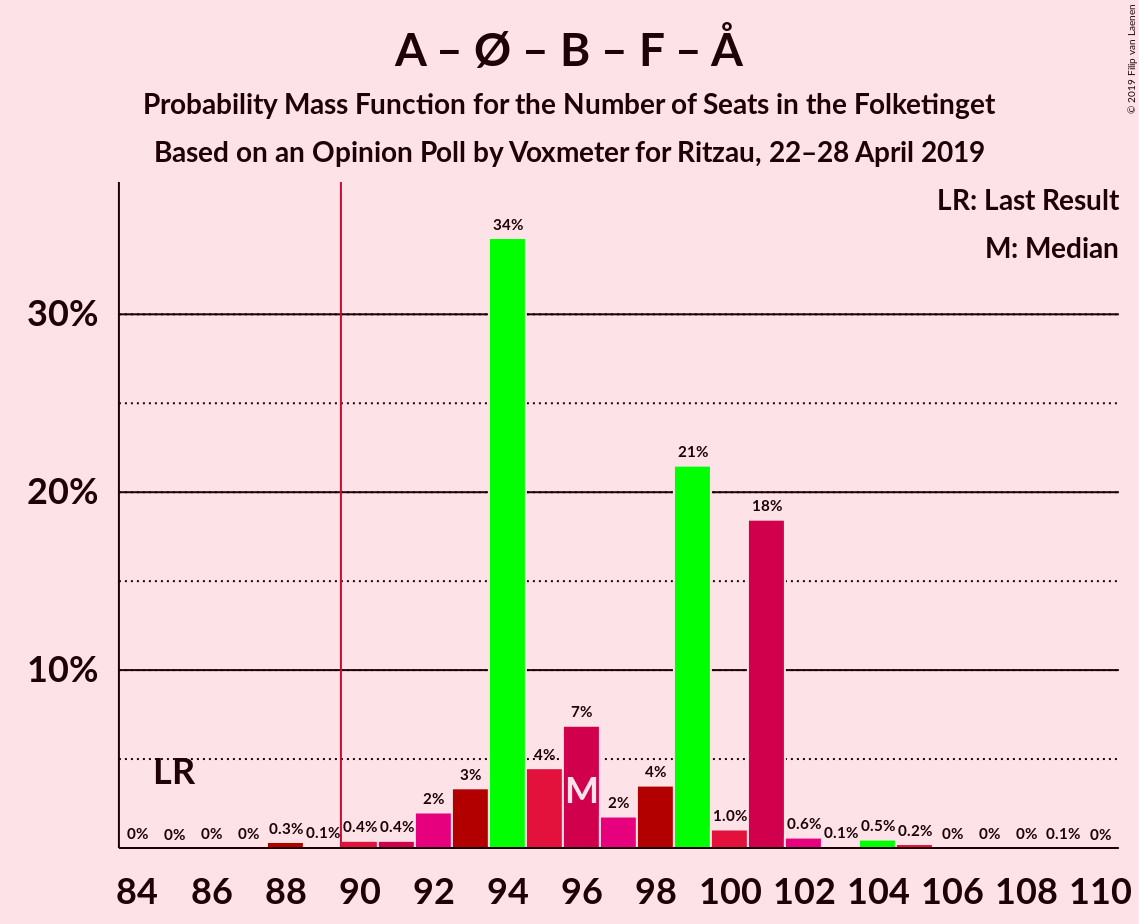 A – Ø – B – F – Å
Probability Mass Function for the Number of Seats in the Folketinget
Based on an Opinion Poll by Voxmeter for Ritzau, 22–28 April 2019
© 2019 Filip van Laenen
LR: Last Result
M: Median
30%
20%
10%
LR
M
0% 0% 0% 0% 0.3% 0.1% 0.4% 0.4% 2% 3% 34% 4% 7% 2% 4% 21% 1.0% 18% 0.6% 0.1% 0.5% 0.2% 0% 0% 0% 0.1% 0%
84 86 88 90 92 94 96 98 100 102 104 106 108 110